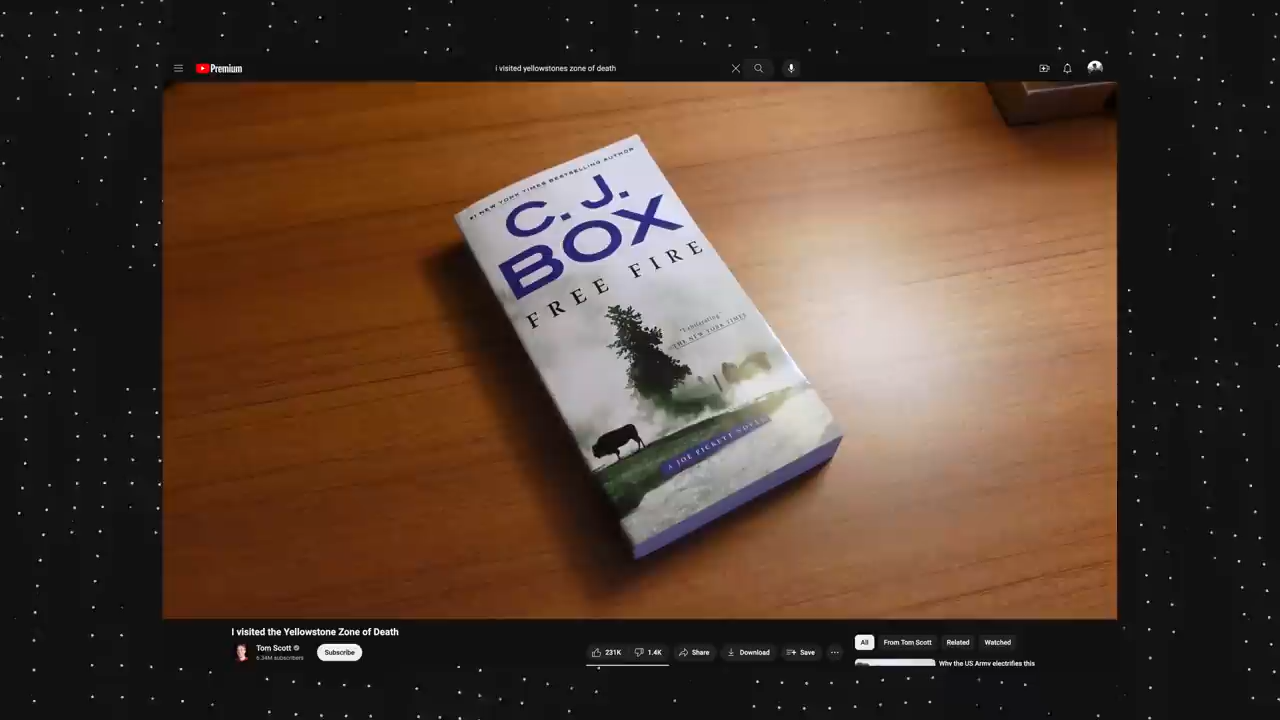 Premium
i visited yellowstones zone of death
#1 NEW YORK TIMES BESTSELLING AUTHOR
C. J.
BOX
FREE FIRE
"Exhilarating"
THE NEW YORK TIMES
A JOE PICKETT NOVEL
I visited the Yellowstone Zone of Death
Tom Scott
6.34M subscribers
Subscribe
231K
1.4K
Share
Download
Save
All
From Tom Scott
Related
Watched
Why the US Army electrifies this